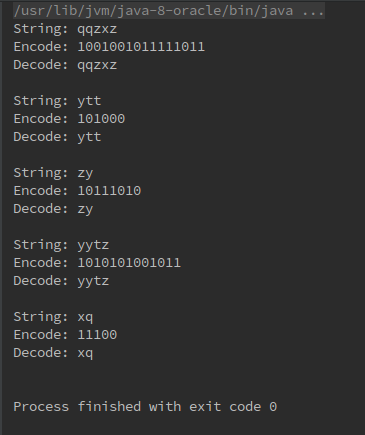 /usr/lib/jvm/java-8-oracle/bin/java ...
String: qqzxz
Encode: 1001001011111011
Decode: qqzxz
String: ytt
Encode: 101000
Decode: ytt
String: zy
Encode: 10111010
Decode: zy
String: yytz
Encode: 1010101001011
Decode: yytz
String: xq
Encode: 11100
Decode: xq
Process finished with exit code 0